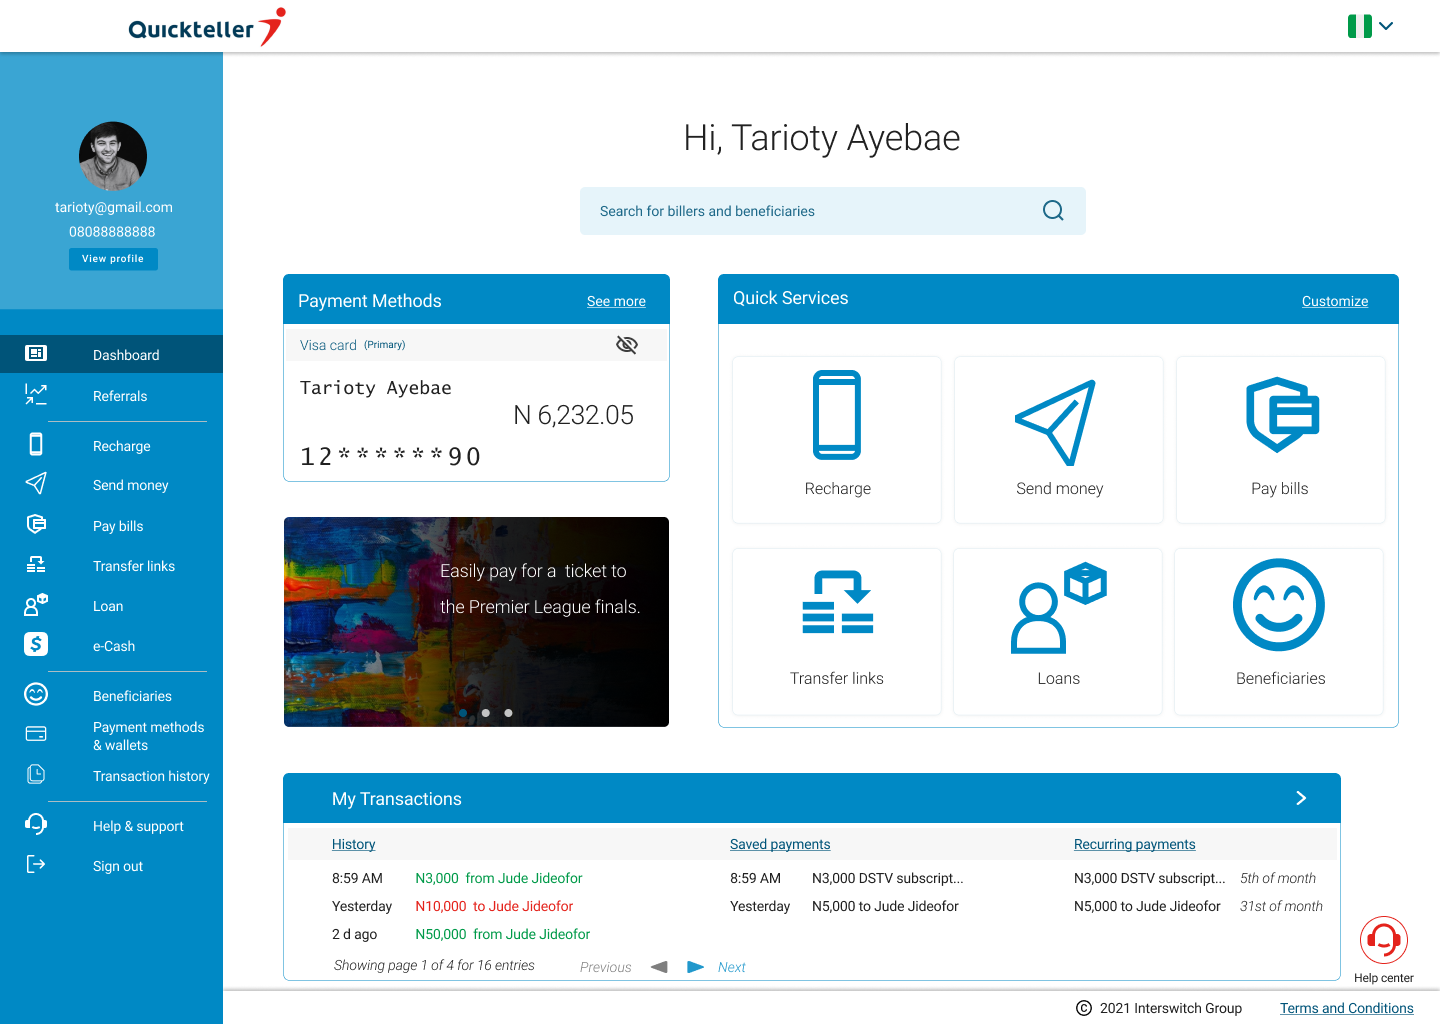 Quickteller
tarioty@gmail.com
08088888888
View profile
Dashboard
Referrals
Recharge
Send money
Pay bills
Transfer links
Loan
e-Cash
Beneficiaries
Payment methods
& wallets
Transaction history
Help & support
Sign out
Hi, Tarioty Ayebae
Search for billers and beneficiaries
Payment Methods See more
Visa card (Primary)
Tarioty Ayebae
N 6,232.05
12******90
Easily pay for a ticket to
the Premier League finals.
Quick Services Customize
Recharge Send money Pay bills
Transfer links Loans Beneficiaries
My Transactions
History Saved payments Recurring payments
8:59 AM N3,000 from Jude Jideofor 8:59 AM N3,000 DSTV subscript... N3,000 DSTV subscript... 5th of month
Yesterday N10,000 to Jude Jideofor Yesterday N5,000 to Jude Jideofor N5,000 to Jude Jideofor 31st of month
2 d ago N50,000 from Jude Jideofor
Showing page 1 of 4 for 16 entries Previous Next
Help center
© 2021 Interswitch Group Terms and Conditions